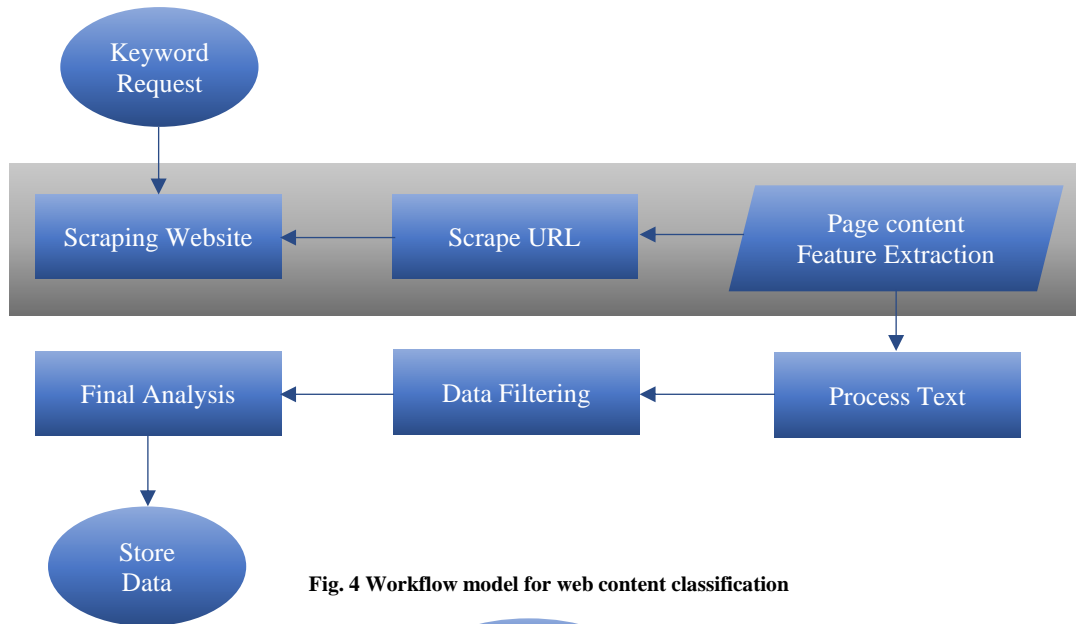 Keyword
Request
Scraping Website
Scrape URL
Page content
Feature Extraction
Final Analysis
Data Filtering
Process Text
Store
Data
Fig. 4 Workflow model for web content classification